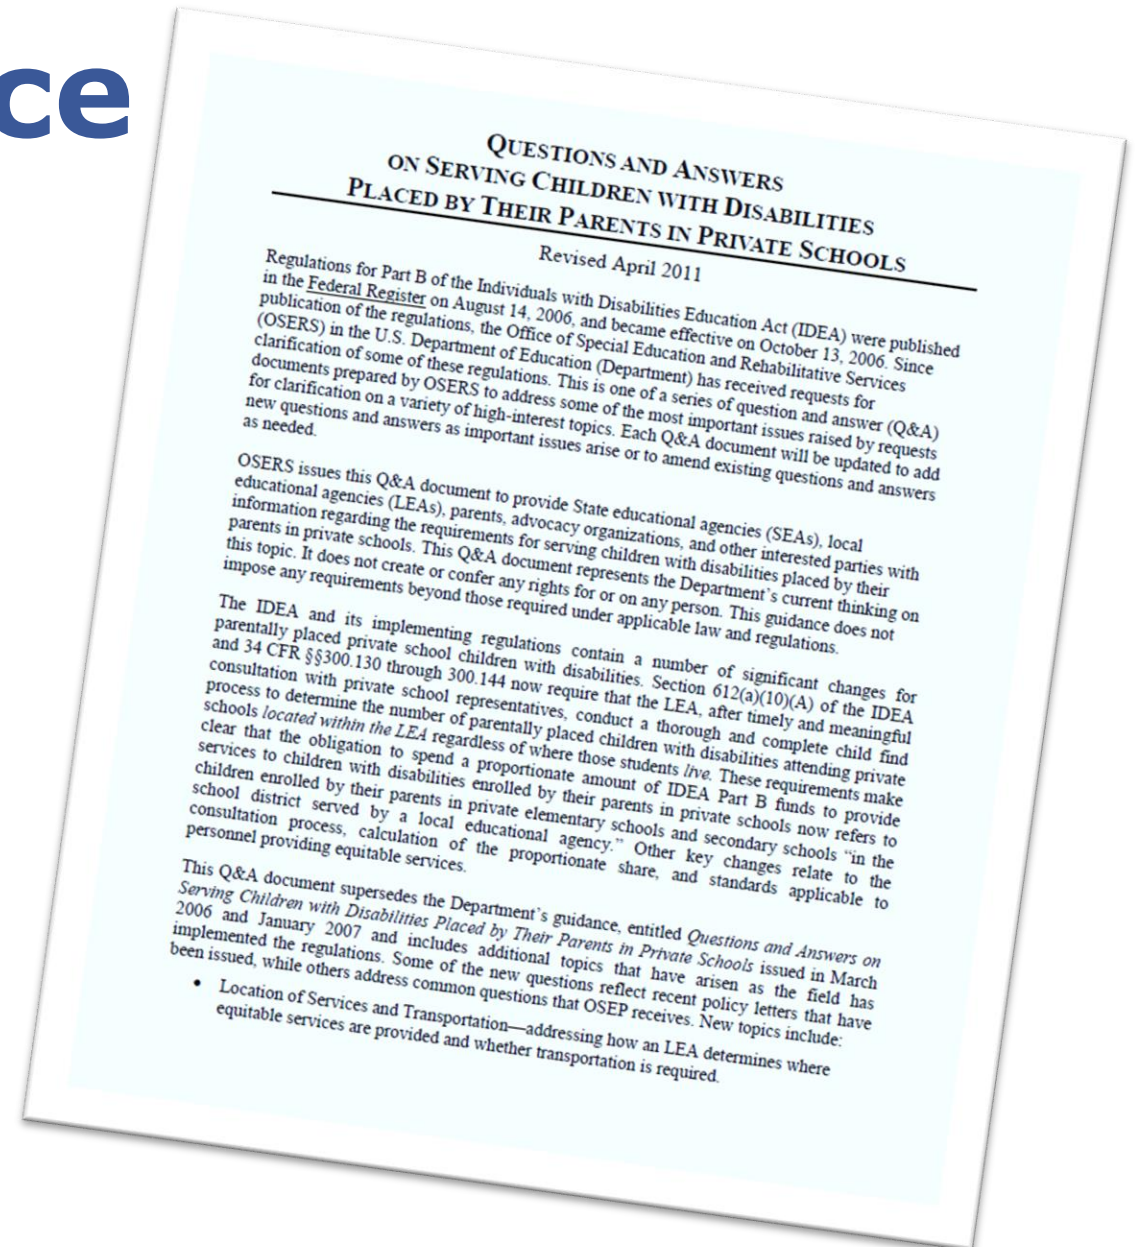 ce
QUESTIONS AND ANSWERS
ON SERVING CHILDREN WITH DISABILITIES
PLACED BY THEIR PARENTS IN PRIVATE SCHOOLS
Revised April 2011
Regulations for Part B of the Individuals with Disabilities Education Act (IDEA) were published
in the Federal Register on August 14, 2006, and became effective on October 13, 2006. Since
publication of the regulations, the Office of Special Education and Rehabilitative Services
(OSERS) in the U.S. Department of Education (Department) has received requests for
clarification of some of these regulations. This is one of a series of question and answer (Q&A)
documents prepared by OSERS to address some of the most important issues raised by requests
for clarification on a variety of high-interest topics. Each Q&A document will be updated to add
new questions and answers as important issues arise or to amend existing questions and answers
as needed.
OSERS issues this Q&A document to provide State educational agencies (SEAs), local
educational agencies (LEAs), parents, advocacy organizations, and other interested parties with
information regarding the requirements for serving children with disabilities placed by their
parents in private schools. This Q&A document represents the Department's current thinking on
this topic. It does not create or confer any rights for or on any person. This guidance does not
impose any requirements beyond those required under applicable law and regulations.
The IDEA and its implementing regulations contain a number of significant changes for
parentally placed private school children with disabilities. Section 612(a)(10)(A) of the IDEA
and 34 CFR §§300.130 through 300.144 now require that the LEA, after timely and meaningful
consultation with private school representatives, conduct a thorough and complete child find
process to determine the number of parentally placed children with disabilities attending private
schools located within the LEA regardless of where those students live. These requirements make
clear that the obligation to spend a proportionate amount of IDEA Part B funds to provide
services to children with disabilities enrolled by their parents in private schools now refers to
children enrolled by their parents in private elementary schools and secondary schools “in the
school district served by a local educational agency.” Other key changes relate to the
consultation process, calculation of the proportionate share, and standards applicable to
personnel providing equitable services.
This Q&A document supersedes the Department's guidance, entitled Questions and Answers on
Serving Children with Disabilities Placed by Their Parents in Private Schools issued in March
2006 and January 2007 and includes additional topics that have arisen as the field has
implemented the regulations. Some of the new questions reflect recent policy letters that have
been issued, while others address common questions that OSEP receives. New topics include:
• Location of Services and Transportation—addressing how an LEA determines where
equitable services are provided and whether transportation is required.